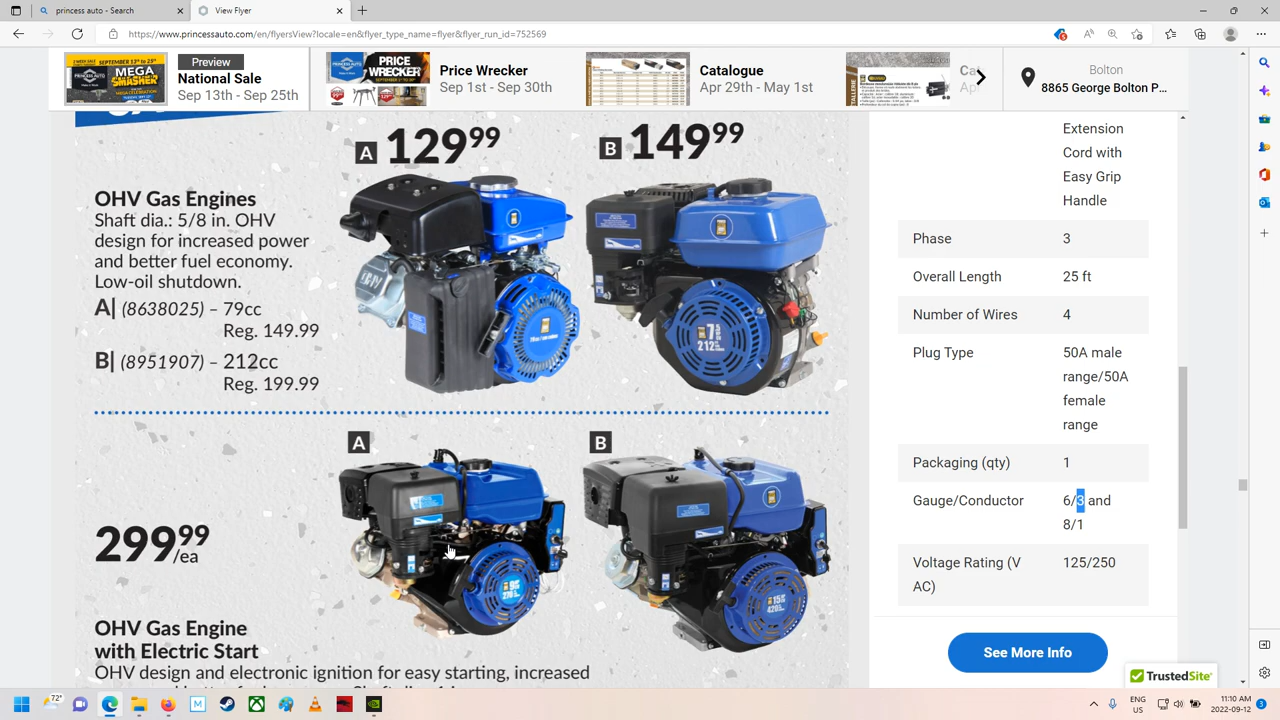 princess auto - Search
View Flyer
https://www.princessauto.com/en/flyersView?locale=en&flyer_type_name=flyer&flyer_run_id=752569
Preview
National Sale
Sep 25th
Price Wrecker
Sep 30th
Catalogue
Apr 29th - May 1st
8865 George Bolton
A 129 99
B 149 99
OHV Gas Engines
Shaft dia.: 5/8 in. OHV
design for increased power
and better fuel economy.
Low-oil shutdown.
A| (8638025) – 79cc
Reg. 149.99
B| (8951907) – 212cc
Reg. 199.99
A
B
299 99
/ea
OHV Gas Engine
with Electric Start
OHV design and electronic ignition for easy starting, increased
Extension
Cord with
Easy Grip
Handle
Phase 3
Overall Length 25 ft
Number of Wires 4
Plug Type 50A male
range/50A
female
range
Packaging (qty) 1
Gauge/Conductor 6/3 and
8/1
Voltage Rating (V 125/250
AC)
See More Info
TrustedSite
72°
ENG
US
11:10 AM
2022-09-12